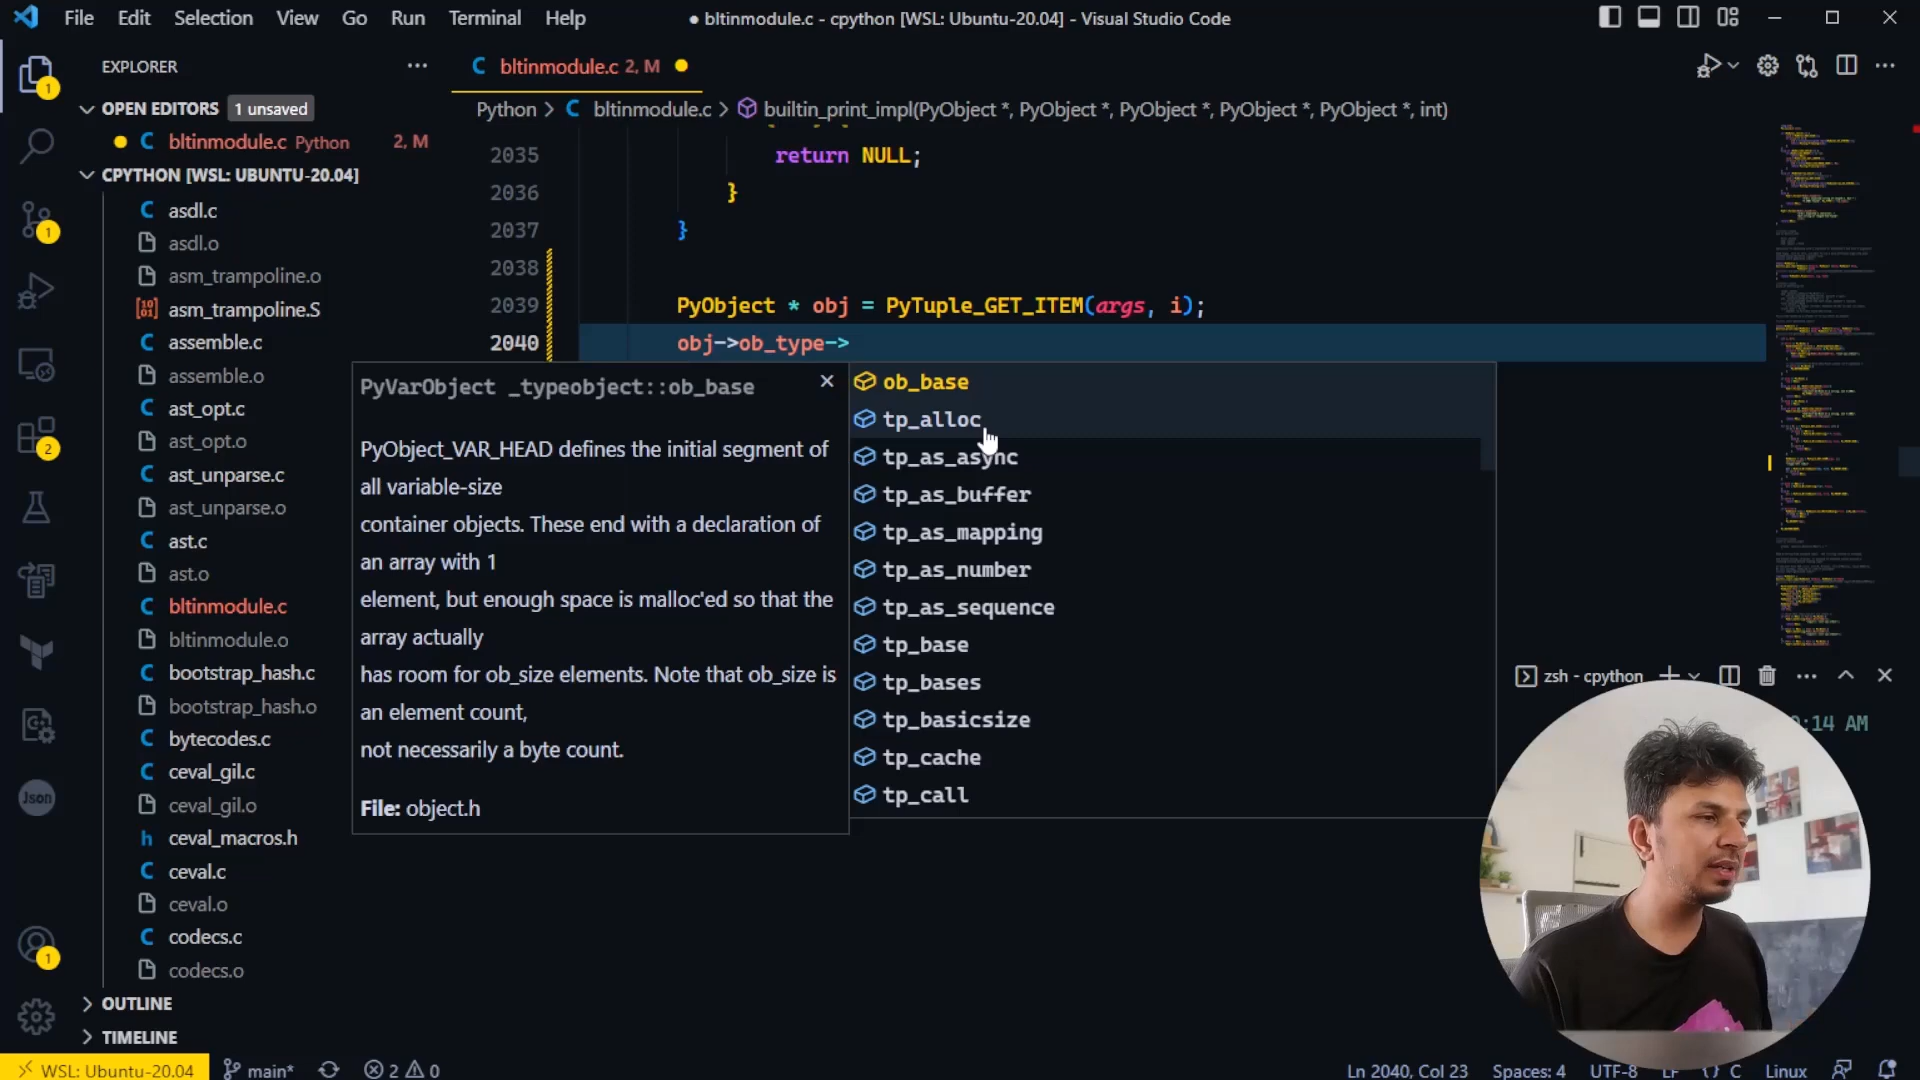 File Edit Selection View Go Run Terminal Help
● bltinmodule.c - cpython [WSL: Ubuntu-20.04] - Visual Studio Code
EXPLORER
OPEN EDITORS 1 unsaved
bltinmodule.c Python 2, M
CPYTHON [WSL: UBUNTU-20.04]
asdl.c
asdl.o
asm_trampoline.o
asm_trampoline.S
assemble.c
assemble.o
ast_opt.c
ast_opt.o
ast_unparse.c
ast_unparse.o
ast.c
ast.o
bltinmodule.c
bltinmodule.o
bootstrap_hash.c
bootstrap_hash.o
bytecodes.c
ceval_gil.c
ceval_gil.o
ceval_macros.h
ceval.c
ceval.o
codecs.c
codecs.o
OUTLINE
TIMELINE
1
1
2
Json
1
bltinmodule.c 2, M
Python > C bltinmodule.c > builtin_print_impl(PyObject *, PyObject *, PyObject *, PyObject *, PyObject *, int)
2035 return NULL;
2036 }
2037 }
2038
2039 PyObject * obj = PyTuple_GET_ITEM(args, i);
2040 obj->ob_type->
PyVarObject _typeobject::ob_base
PyObject_VAR_HEAD defines the initial segment of
all variable-size
container objects. These end with a declaration of
an array with 1
element, but enough space is malloc'ed so that the
array actually
has room for ob_size elements. Note that ob_size is
an element count,
not necessarily a byte count.
File: object.h
ob_base
tp_alloc
tp_as_async
tp_as_buffer
tp_as_mapping
tp_as_number
tp_as_sequence
tp_base
tp_bases
tp_basicsize
tp_cache
tp_call
zsh - cpython
:14 AM
WSL: Ubuntu-20.04 main* 2 0
Ln 2040, Col 23 Spaces: 4 UTF-8 LF {} C Linux